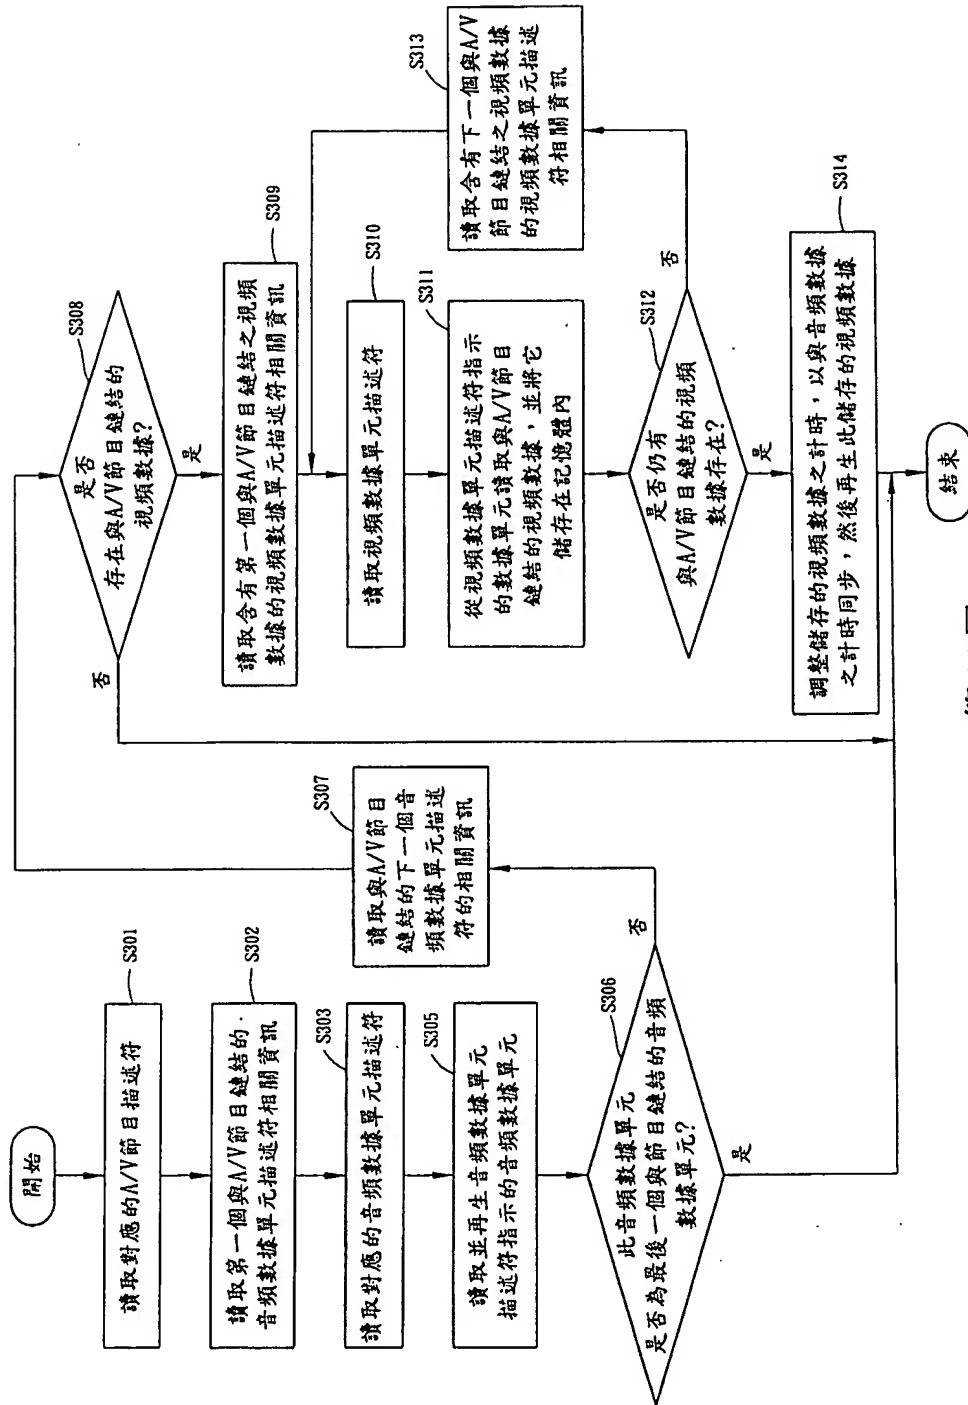 開始
讀取對應的A/V節目描述符
S301
讀取第一個與A/V節目鏈結的
音頻數據單元描述符相關資訊
S302
讀取對應的音頻數據單元描述符
S303
讀取並再生音頻數據單元
描述符指示的音頻數據單元
S305
此音頻數據單元
是否為最後一個與節目鏈結的音頻
數據單元?
S306
否
是
讀取與A/V節目
鏈結的下一個音
頻數據單元描述
符的相關資訊
S307
是否
存在與A/V節目鏈結的
視頻數據?
S308
否
是
讀取含有第一個與A/V節目鏈結之視頻
數據的視頻數據單元描述符相關資訊
S309
讀取視頻數據單元描述符
S310
從視頻數據單元描述符指示
的數據單元讀取與A/V節目
鏈結的視頻數據，並將它
儲存在記憶體內
S311
是否仍有
與A/V節目鏈結的視頻
數據存在?
S312
否
是
讀取含有下一個與A/V
節目鏈結之視頻數據
的視頻數據單元描述
符相關資訊
S313
調整儲存的視頻數據之計時，以與音頻數據
之計時同步，然後再生此儲存的視頻數據
S314
結束